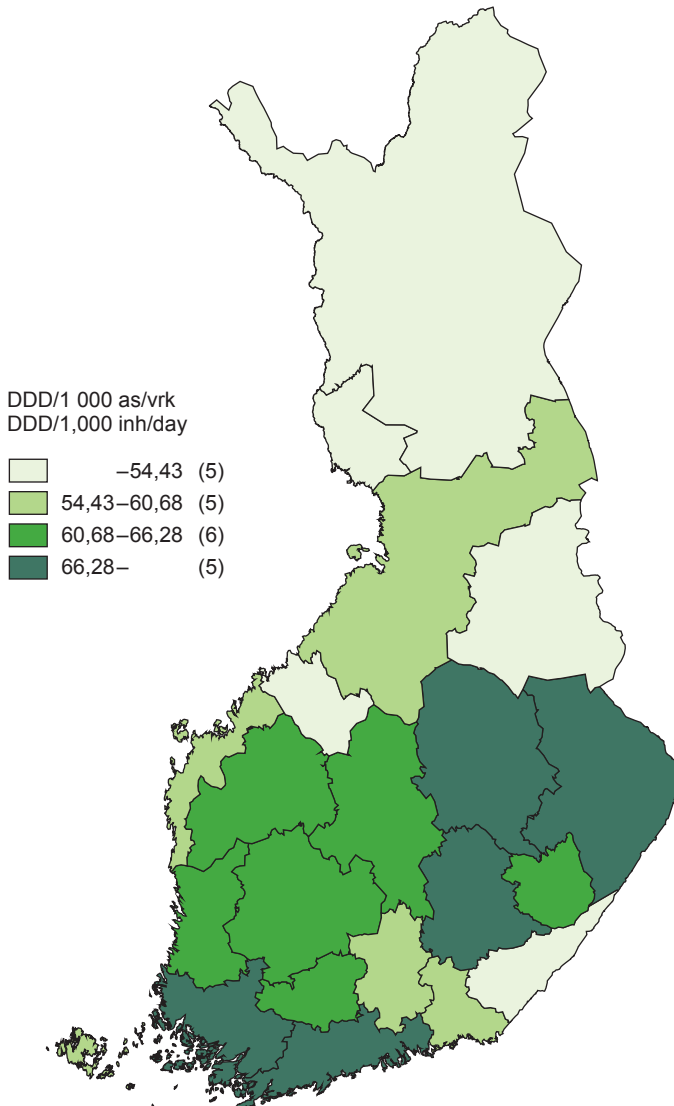 DDD/1 000 as/vrk
DDD/1,000 inh/day
–54,43 (5)
54,43–60,68 (5)
60,68–66,28 (6)
66,28– (5)